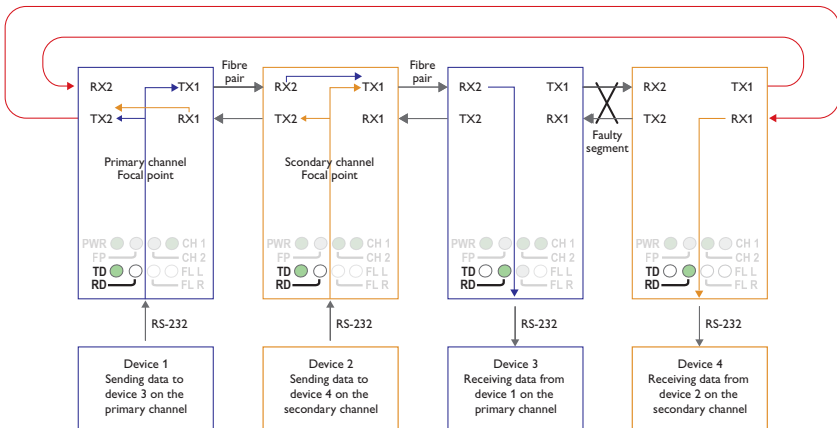 Fibre
pair
Fibre
pair
RX2
TX1
TX2
RX1
Primary channel
Focal point
PWR
CH 1
FP
CH 2
TD
FL L
RD
FL R
RX2
TX1
TX2
RX1
Scondary channel
Focal point
PWR
CH 1
FP
CH 2
TD
FL L
RD
FL R
RX2
TX1
TX2
RX1
PWR
CH 1
FP
CH 2
TD
FL L
RD
FL R
Faulty
segment
RX2
TX1
TX2
RX1
PWR
CH 1
FP
CH 2
TD
FL L
RD
FL R
RS-232
RS-232
RS-232
RS-232
Device 1
Sending data to
device 3 on the
primary channel
Device 2
Sending data to
device 4 on the
secondary channel
Device 3
Receiving data from
device 1 on the
primary channel
Device 4
Receiving data from
device 2 on the
secondary channel